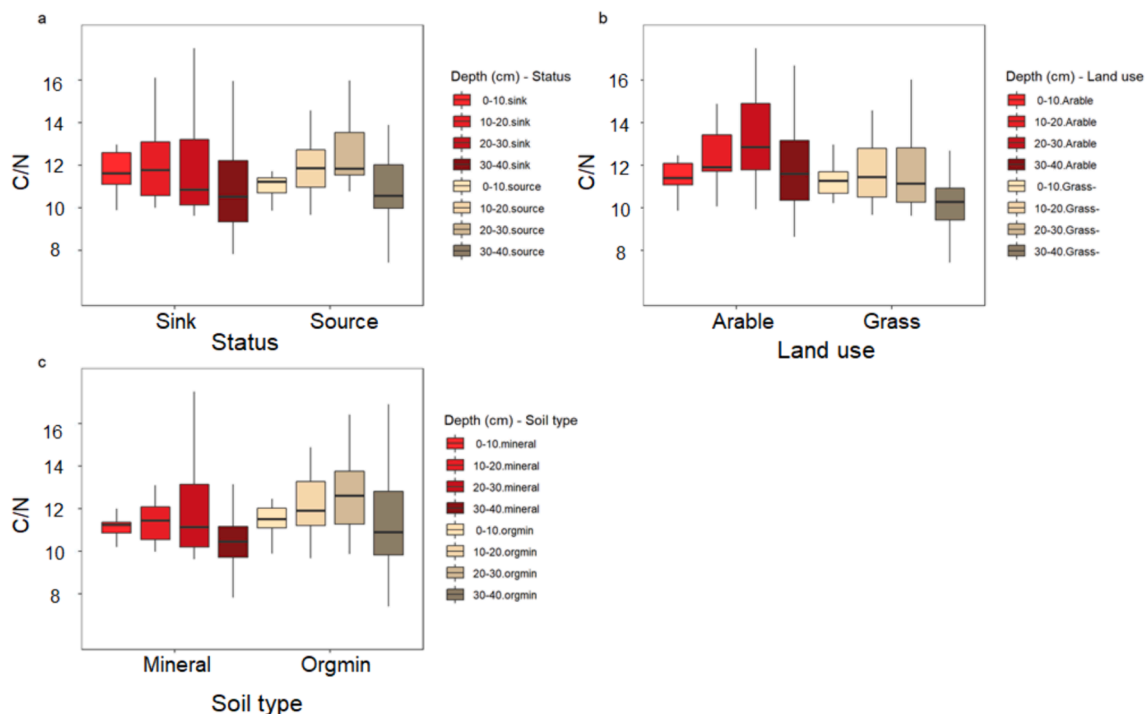 a
C/N
16
14
12
10
8
Sink
Source
Status
Depth (cm) - Status
0-10.sink
10-20.sink
20-30.sink
30-40.sink
0-10.source
10-20.source
20-30.source
30-40.source
b
C/N
16
14
12
10
8
Arable
Grass
Land use
Depth (cm) - Land use
0-10.Arable
10-20.Arable
20-30.Arable
30-40.Arable
0-10.Grass-
10-20.Grass-
20-30.Grass-
30-40.Grass-
c
C/N
16
14
12
10
8
Mineral
Orgmin
Soil type
Depth (cm) - Soil type
0-10.mineral
10-20.mineral
20-30.mineral
30-40.mineral
0-10.orgmin
10-20.orgmin
20-30.orgmin
30-40.orgmin